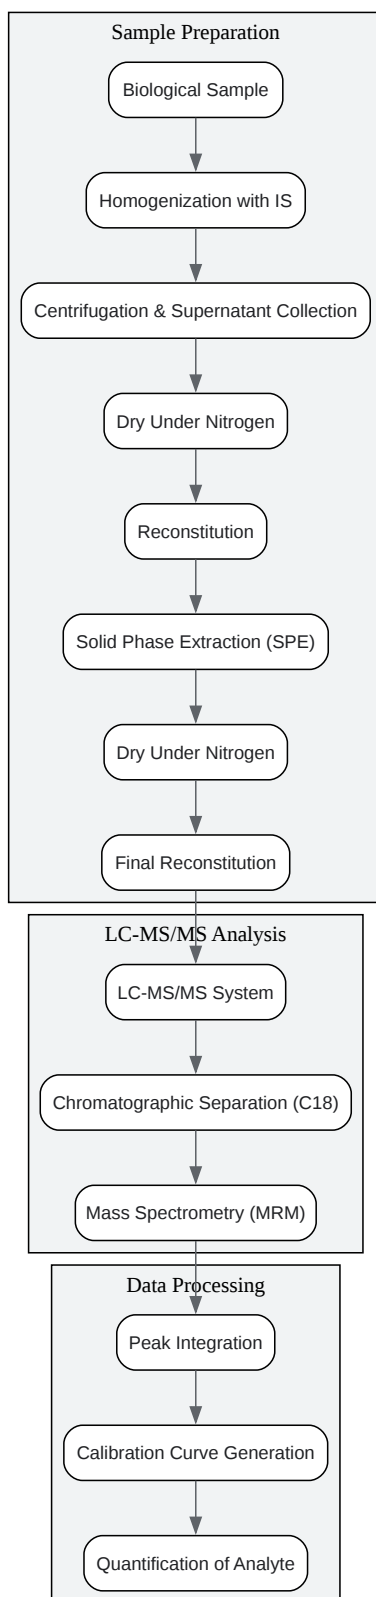 Sample Preparation
Biological Sample
Homogenization with IS
Centrifugation & Supernatant Collection
Dry Under Nitrogen
Reconstitution
Solid Phase Extraction (SPE)
Dry Under Nitrogen
Final Reconstitution
LC-MS/MS Analysis
LC-MS/MS System
Chromatographic Separation (C18)
Mass Spectrometry (MRM)
Data Processing
Peak Integration
Calibration Curve Generation
Quantification of Analyte